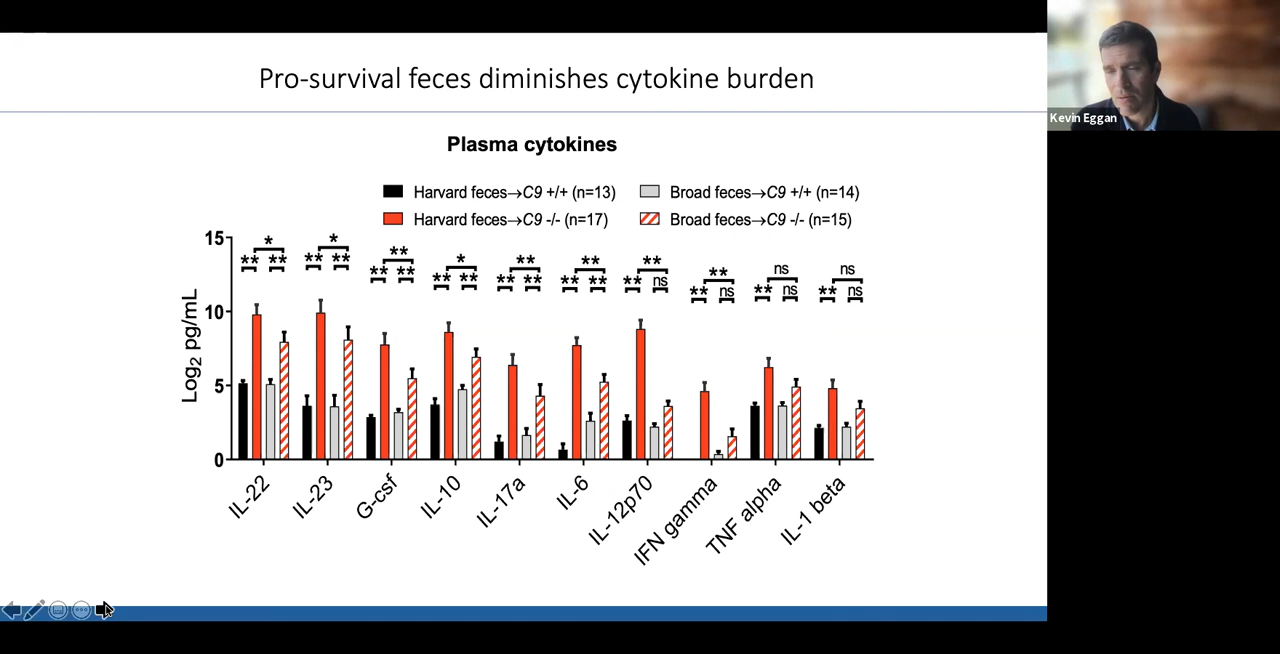 Pro-survival feces diminishes cytokine burden
Kevin Eggan
Plasma cytokines
Harvard feces→C9 +/+ (n=13)
Broad feces→C9 +/+ (n=14)
Harvard feces→C9 -/- (n=17)
Broad feces→C9 -/- (n=15)
Log2 pg/mL
15
10
5
0
* * ** * ** ** ** ** ns ns
** ** ** ** ** ** ** ** ** ** ** ** ** ns ** ns ** ns ** ns
IL-22
IL-23
G-csf
IL-10
IL-17a
IL-6
IL-12p70
IFN gamma
TNF alpha
IL-1 beta